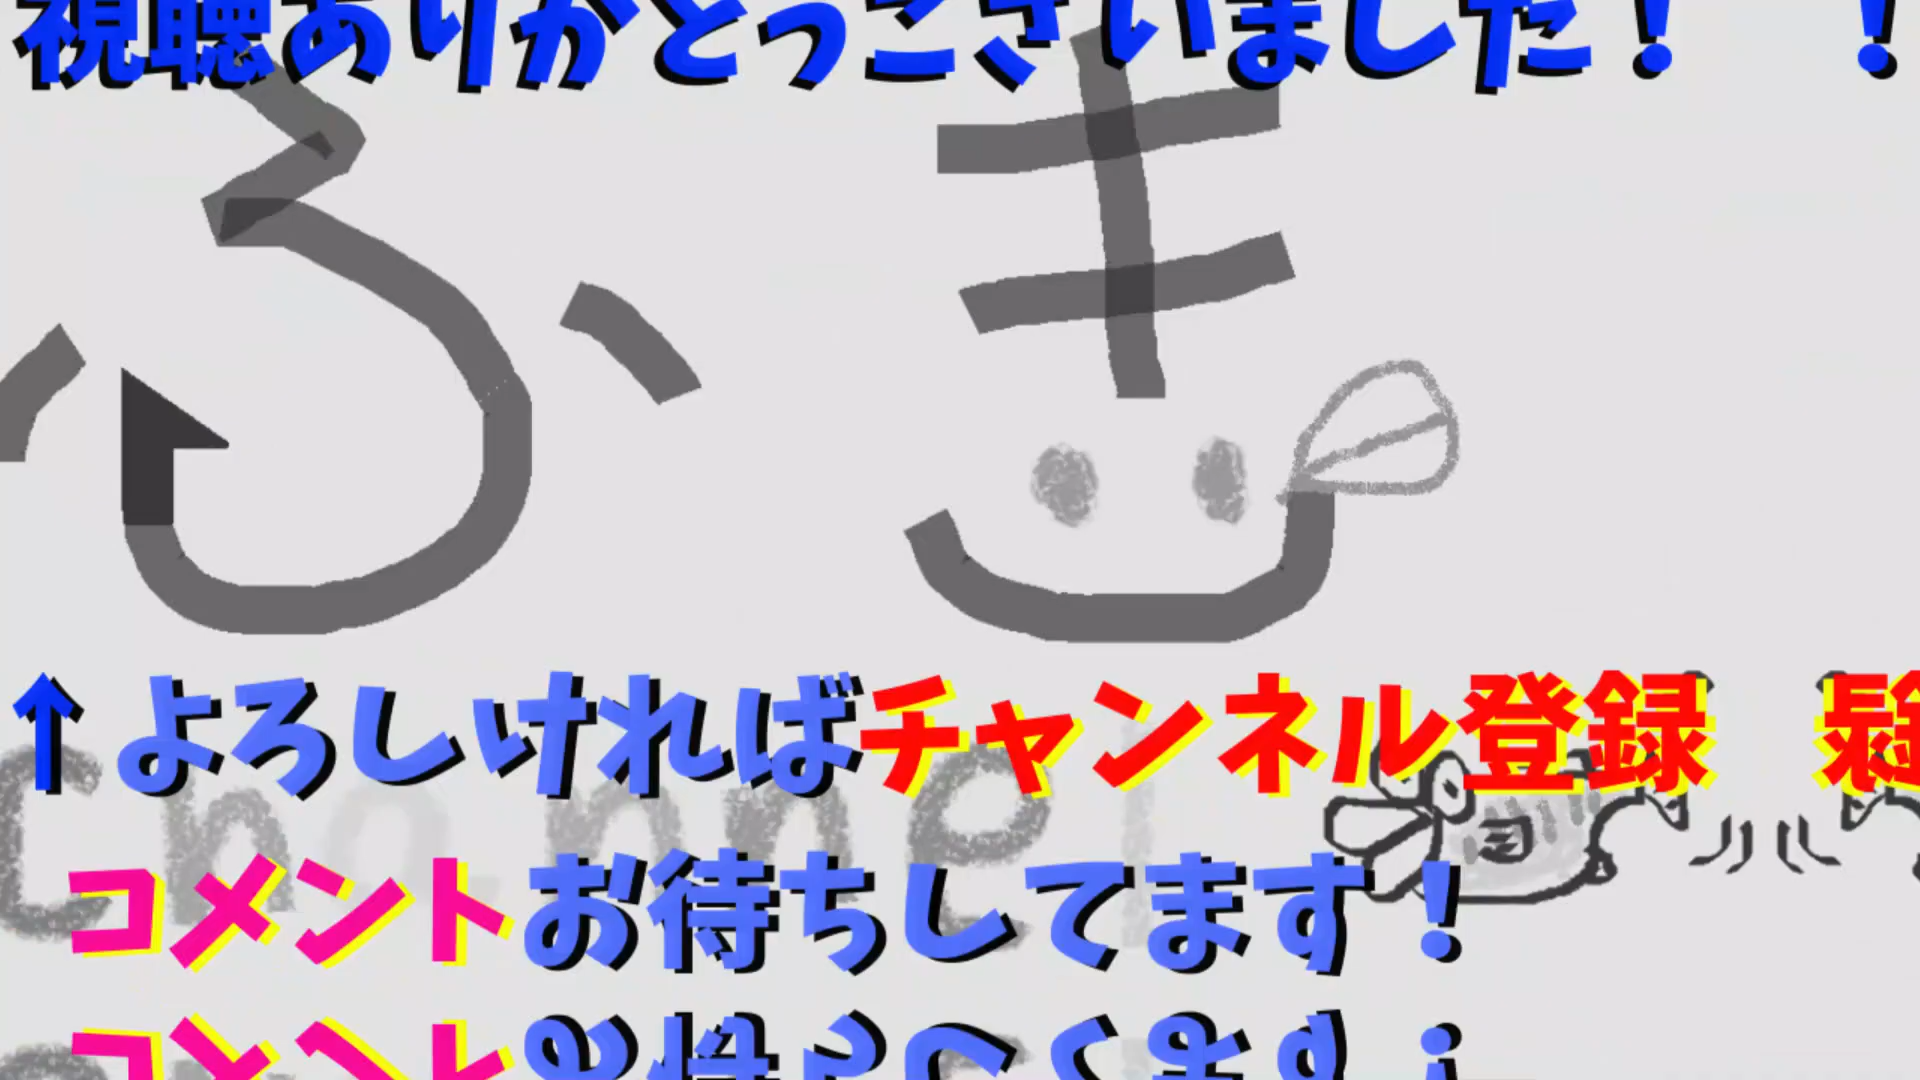 視聴ありがとうございました！
ふき
↑よろしければチャンネル登録
Channel
コメントお待ちしてます！